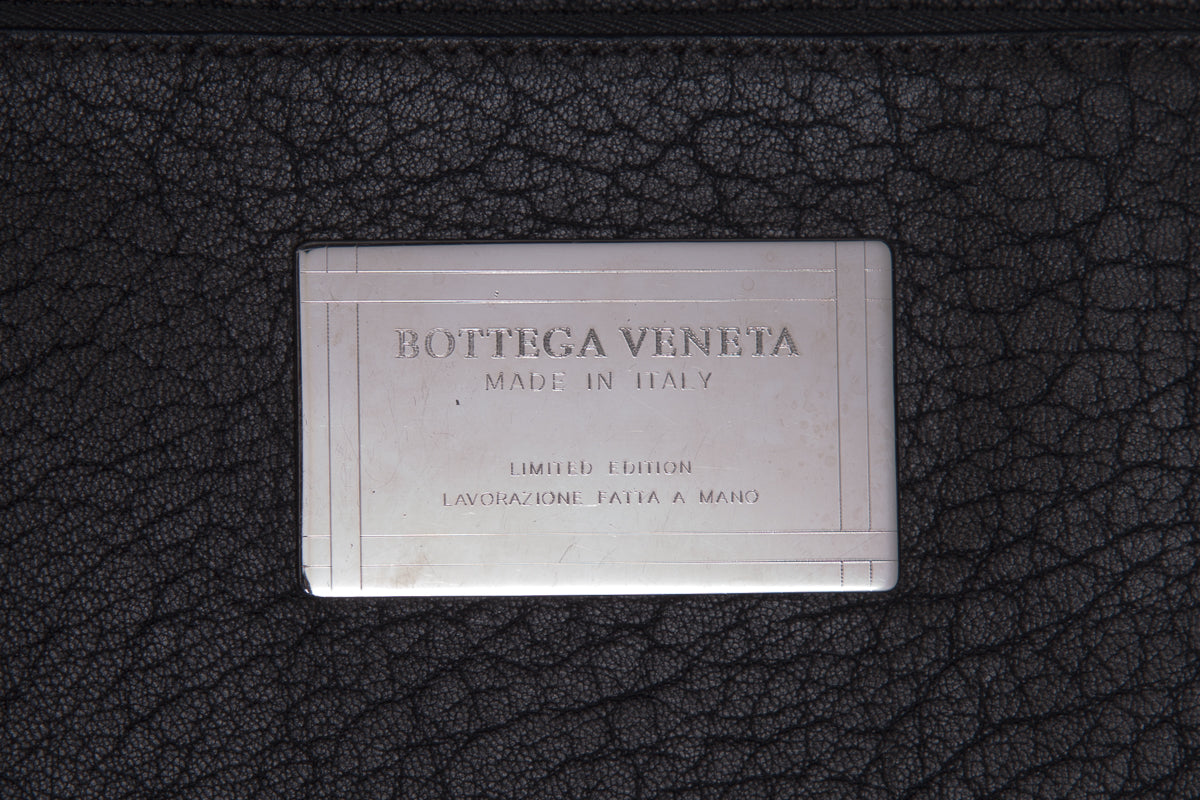 BOTTEGA VENETA
MADE IN ITALY
LIMITED EDITION
LAVORAZIONE FATTA A MANO